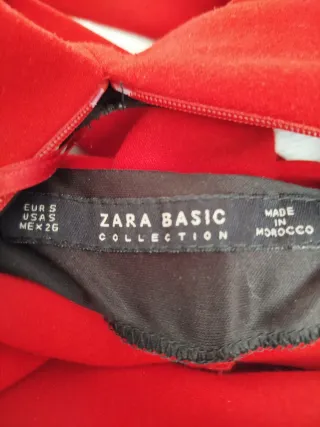 EUR S
USA S
MEX 26
ZARA BASIC
COLLECTION
MADE
IN
MOROCCO